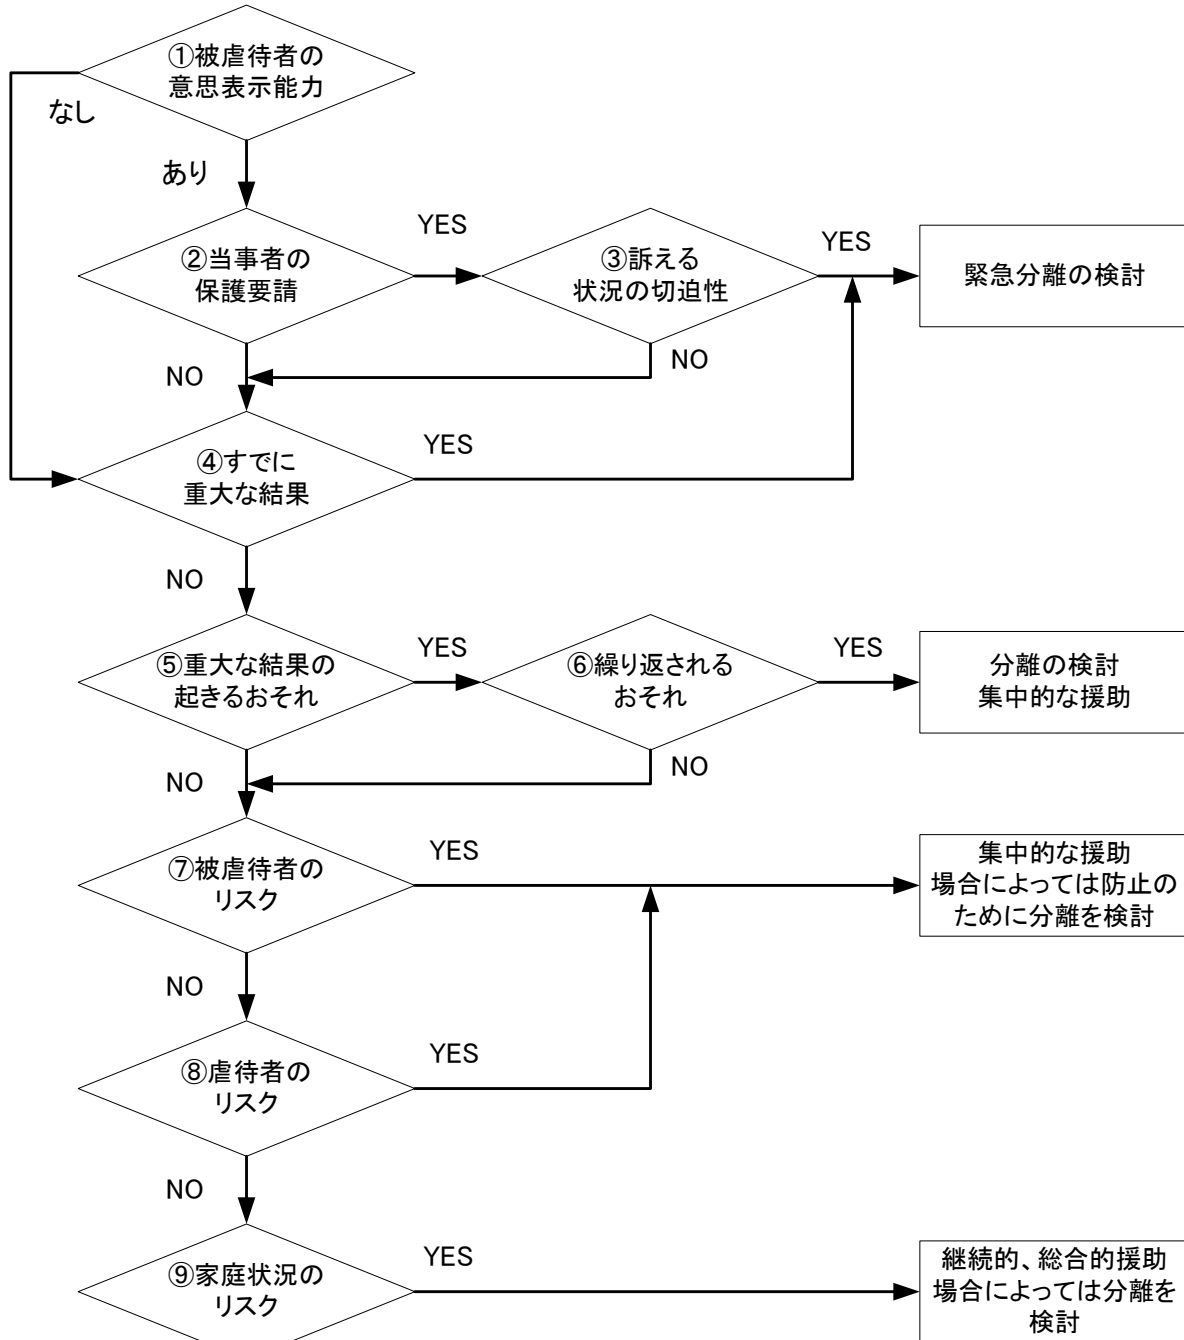 ①被虐待者の
意思表示能力
なし
あり
②当事者の
保護要請
YES
③訴える
状況の切迫性
YES
緊急分離の検討
NO
NO
④すでに
重大な結果
YES
NO
⑤重大な結果の
起きるおそれ
YES
⑥繰り返される
おそれ
YES
分離の検討
集中的な援助
NO
NO
⑦被虐待者の
リスク
YES
集中的な援助
場合によっては防止の
ために分離を検討
NO
⑧虐待者の
リスク
YES
NO
⑨家庭状況の
リスク
YES
継続的、総合的援助
場合によっては分離を
検討